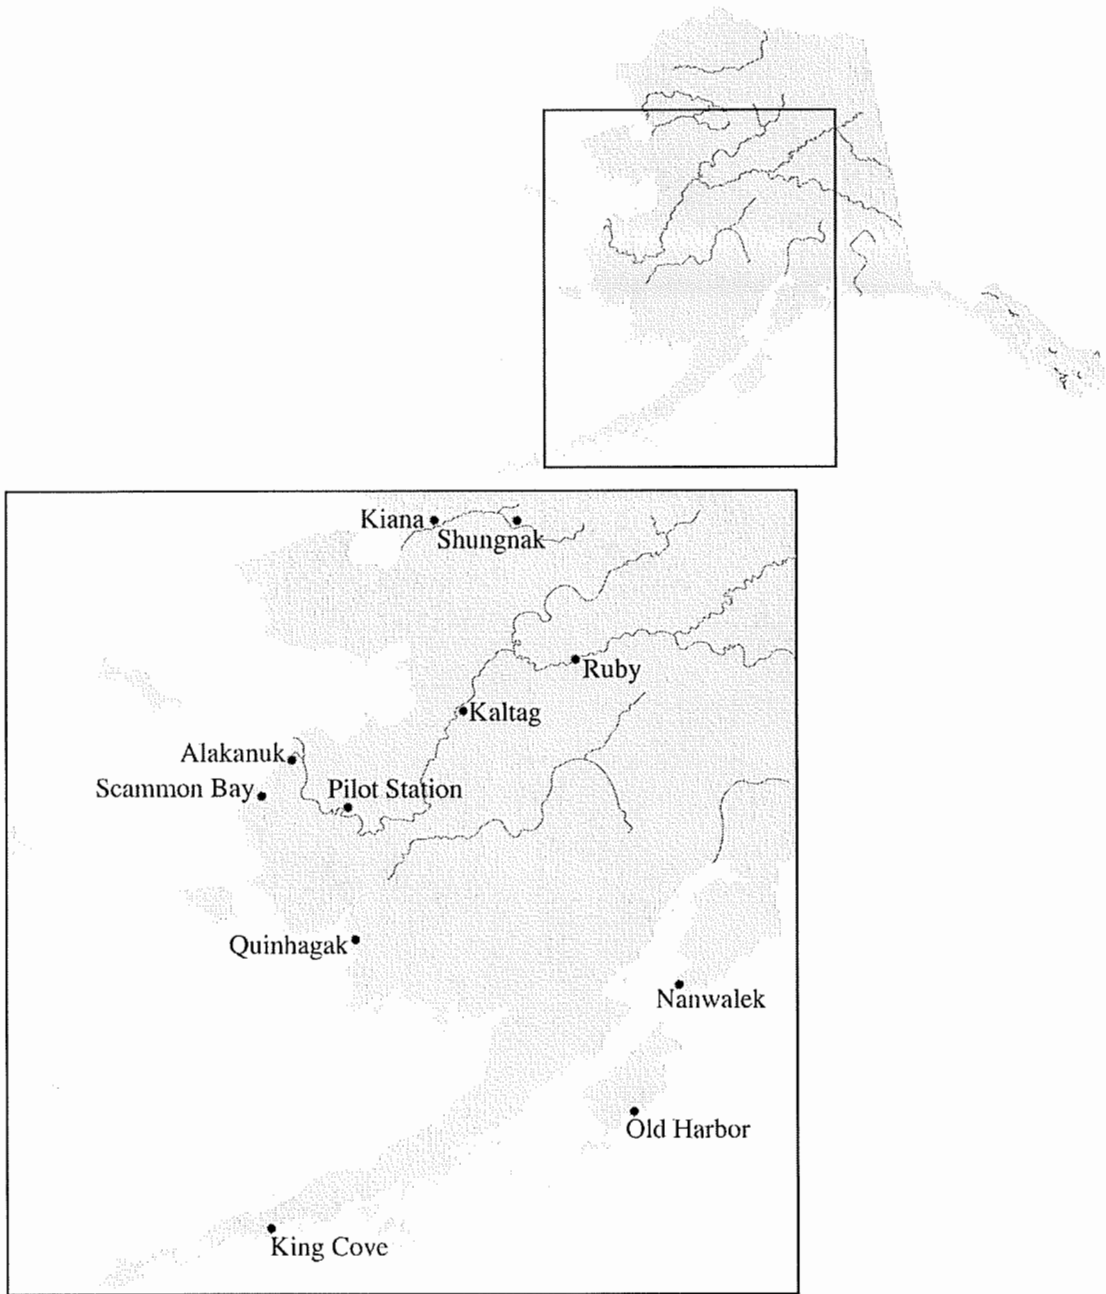 Kiana
Shungnak
Ruby
Kaltag
Alakanuk
Scammon Bay
Pilot Station
Quinhagak
Nanwalek
Old Harbor
King Cove